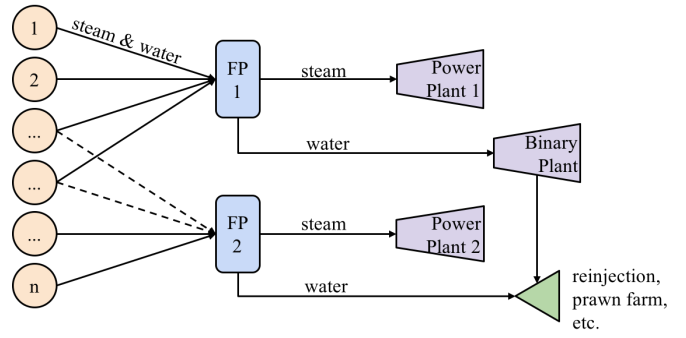 1
steam & water
2
...
...
...
n
FP
1
steam
Power
Plant 1
water
Binary
Plant
FP
2
steam
Power
Plant 2
water
reinjection,
prawn farm,
etc.